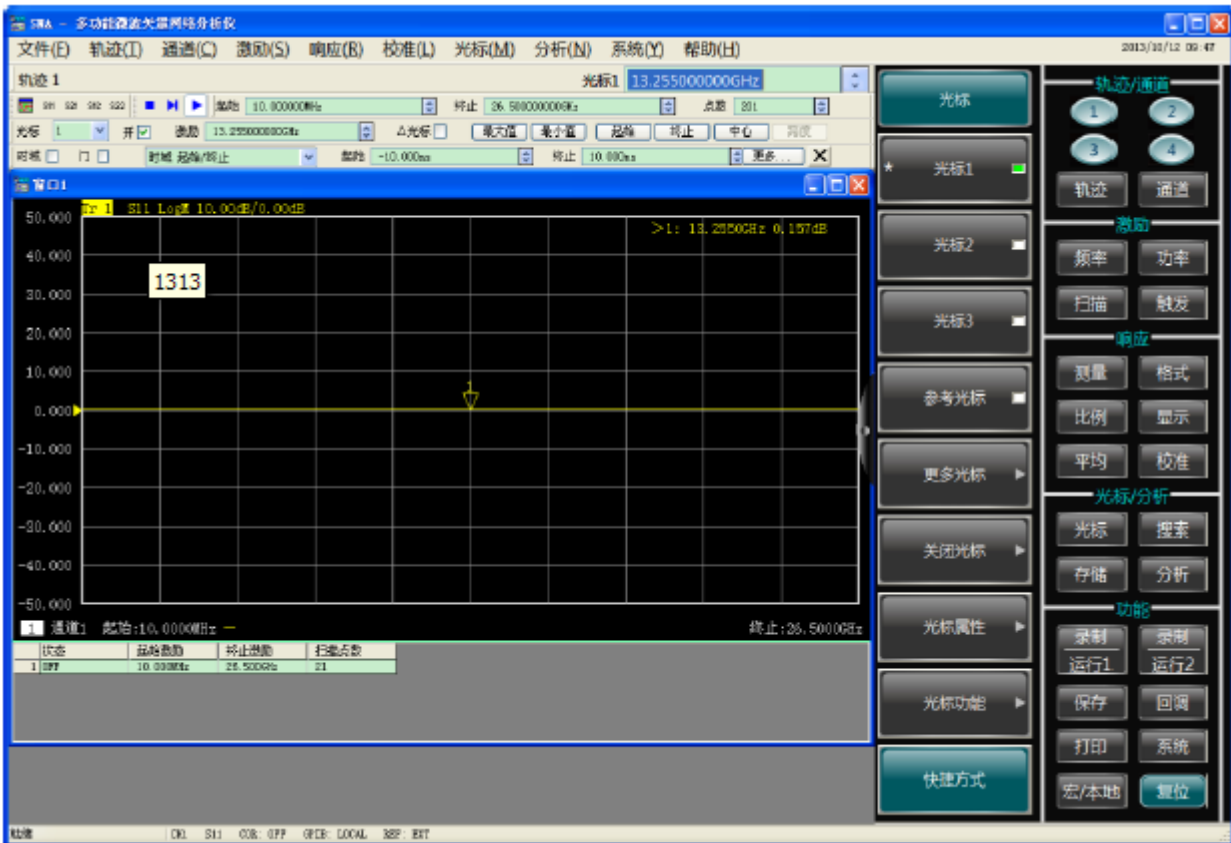 SNA - 多功能微波矢量网络分析仪
文件(F) 轨迹(T) 通道(C) 激励(S) 响应(R) 校准(L) 光标(M) 分析(N) 系统(Y) 帮助(H) 2013/10/12 09:47
轨迹 1 光标1 13.255000000GHz
S11 S21 S12 S22 起始 10.000000MHz 终止 26.500000000GHz 点数 201
光标 1 开 激励 13.255000000GHz Δ光标 最大值 最小值 起始 终止 中心
时域 门 时域 起始/终止 起始 -10.000ns 终止 10.000ns 更多...
窗口1
Tr 1 S11 LogM 10.00dB/0.00dB
>1: 13.2550GHz 0.157dB
50.000
40.000
1313
30.000
20.000
10.000
1
0.000
-10.000
-20.000
-30.000
-40.000
-50.000
1 通道1 起始:10.0000MHz 终止:26.5000GHz
状态 起始激励 终止激励 扫描点数
1 OFF 10.000MHz 26.500GHz 21
CH1 S11 COR: OFF GPIB: LOCAL REF: EXT
光标
* 光标1
光标2
光标3
参考光标
更多光标
关闭光标
光标属性
光标功能
快捷方式
轨迹/通道
1 2
3 4
轨迹 通道
激励
频率 功率
扫描 触发
响应
测量 格式
比例 显示
平均 校准
光标/分析
光标 搜索
存储 分析
功能
录制 录制
运行1 运行2
保存 回调
打印 系统
宏/本地 复位